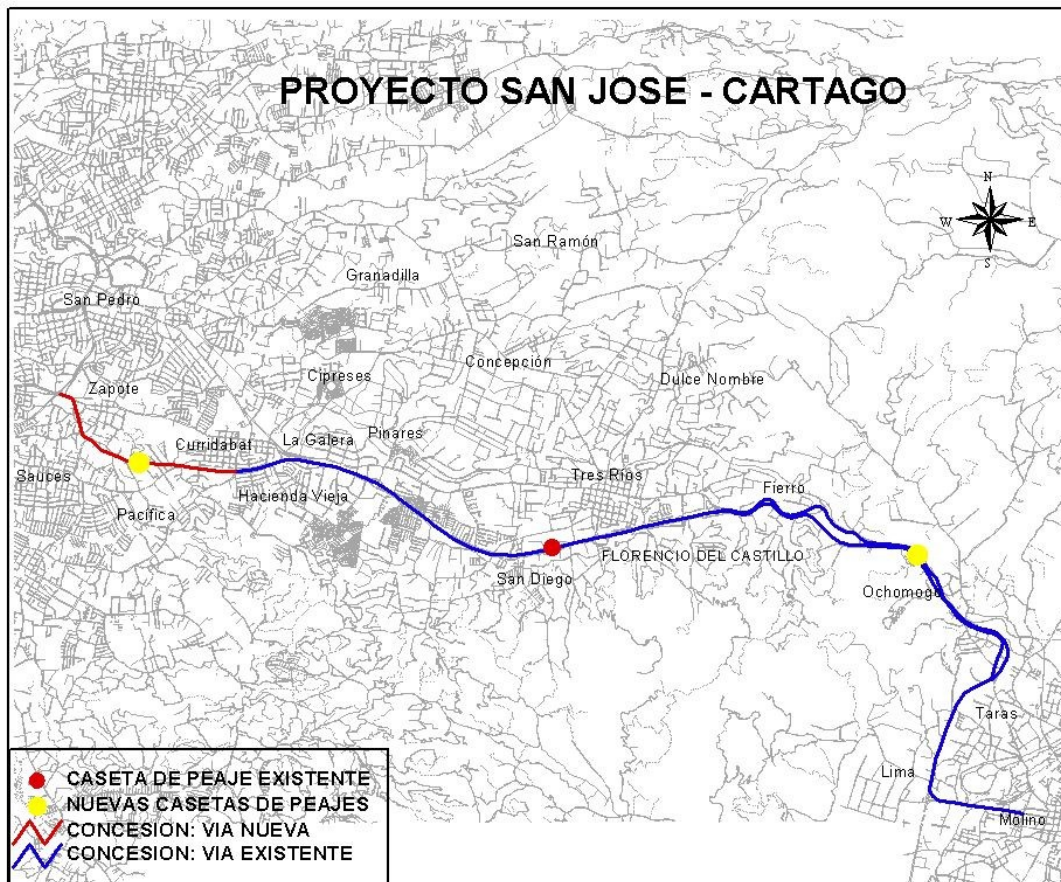 PROYECTO SAN JOSE - CARTAGO
N
W
E
S
San Ramón
Granadilla
San Pedro
Concepción
Cipreses
Dulce Nombre
Zapote
Curridabat
La Galera
Pinares
Sauces
Hacienda Vieja
Tres Ríos
Fierro
Pacífica
FLORENCIO DEL CASTILLO
San Diego
Ochomogo
Taras
Lima
Molino
CASETA DE PEAJE EXISTENTE
NUEVAS CASETAS DE PEAJES
CONCESION: VIA NUEVA
CONCESION: VIA EXISTENTE